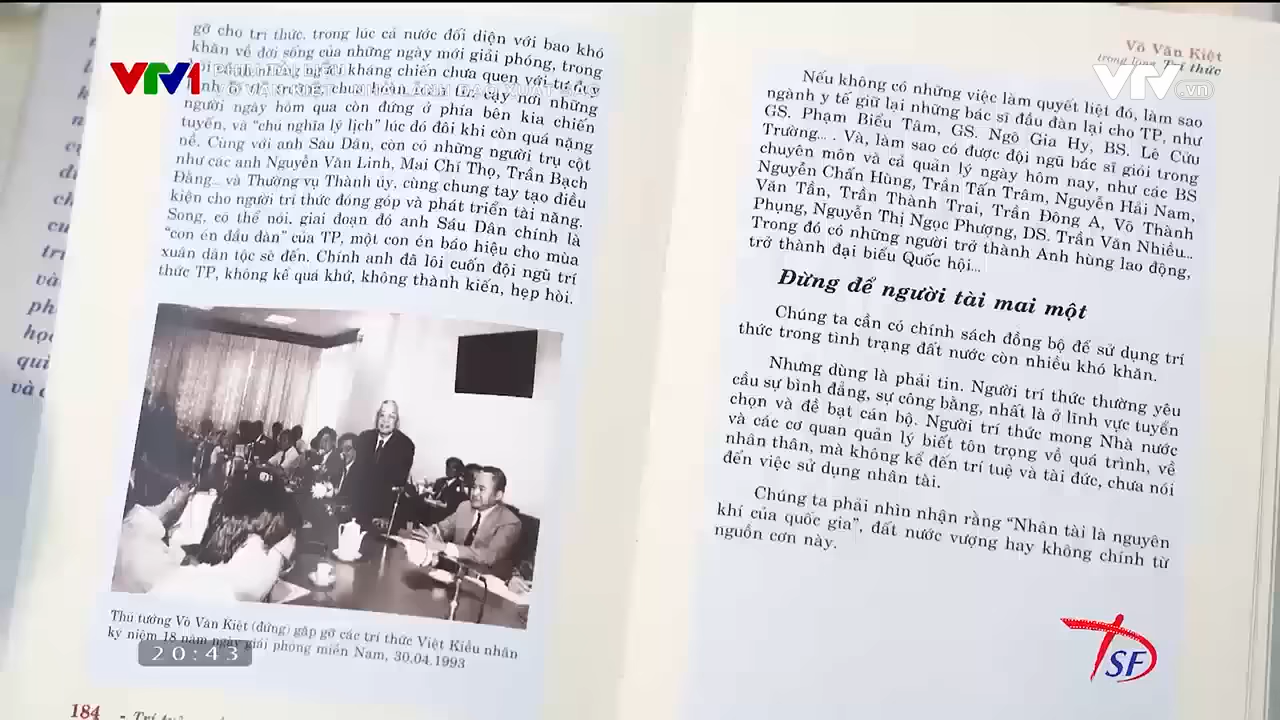 gỡ cho trí thức, trong lúc cả nước đối diện với bao khó
khăn về đời sống của những ngày mới giải phóng, trong
những người kháng chiến chưa quen với tư duy
người ngày hôm qua còn đứng ở phía bên kia chiến
tuyến, và “chủ nghĩa lý lịch” lúc đó đôi khi còn quá nặng
nề. Cùng với anh Sáu Dân, còn có những người trụ cột
như các anh Nguyễn Văn Linh, Mai Chí Thọ, Trần Bạch
Đằng... và Thường vụ Thành ủy, cùng chung tay tạo điều
kiện cho người trí thức đóng góp và phát triển tài năng.
Song, có thể nói, giai đoạn đó anh Sáu Dân chính là
“con én đầu đàn” của TP, một con én báo hiệu cho mùa
xuân dân tộc sẽ đến. Chính anh đã lôi cuốn đội ngũ trí
thức TP, không kể quá khứ, không thành kiến, hẹp hòi.
Thủ tướng Võ Văn Kiệt (đứng) gặp gỡ các trí thức Việt Kiều nhân
kỷ niệm 18 năm ngày giải phóng miền Nam, 30.04.1993
184
Võ Văn Kiệt
trong lòng Trí thức
Nếu không có những việc làm quyết liệt đó, làm sao
ngành y tế giữ lại những bác sĩ đầu đàn lại cho TP, như
GS. Phạm Biểu Tâm, GS. Ngô Gia Hy, BS. Lê Cửu
Trường... . Và, làm sao có được đội ngũ bác sĩ giỏi trong
chuyên môn và cả quản lý ngày hôm nay, như các BS
Nguyễn Chấn Hùng, Trần Tấn Trâm, Nguyễn Hải Nam,
Văn Tần, Trần Thành Trai, Trần Đông A, Võ Thành
Phụng, Nguyễn Thị Ngọc Phượng, DS. Trần Văn Nhiều...
Trong đó có những người trở thành Anh hùng lao động,
trở thành đại biểu Quốc hội...
Đừng để người tài mai một
Chúng ta cần có chính sách đồng bộ để sử dụng trí
thức trong tình trạng đất nước còn nhiều khó khăn.
Nhưng dùng là phải tin. Người trí thức thường yêu
cầu sự bình đẳng, sự công bằng, nhất là ở lĩnh vực tuyển
chọn và đề bạt cán bộ. Người trí thức mong Nhà nước
và các cơ quan quản lý biết tôn trọng về quá trình, về
nhân thân, mà không kể đến trí tuệ và tài đức, chưa nói
đến việc sử dụng nhân tài.
Chúng ta phải nhìn nhận rằng “Nhân tài là nguyên
khí của quốc gia”, đất nước vượng hay không chính từ
nguồn cơn này.
VTV1
VTV.vn
20:43
SF